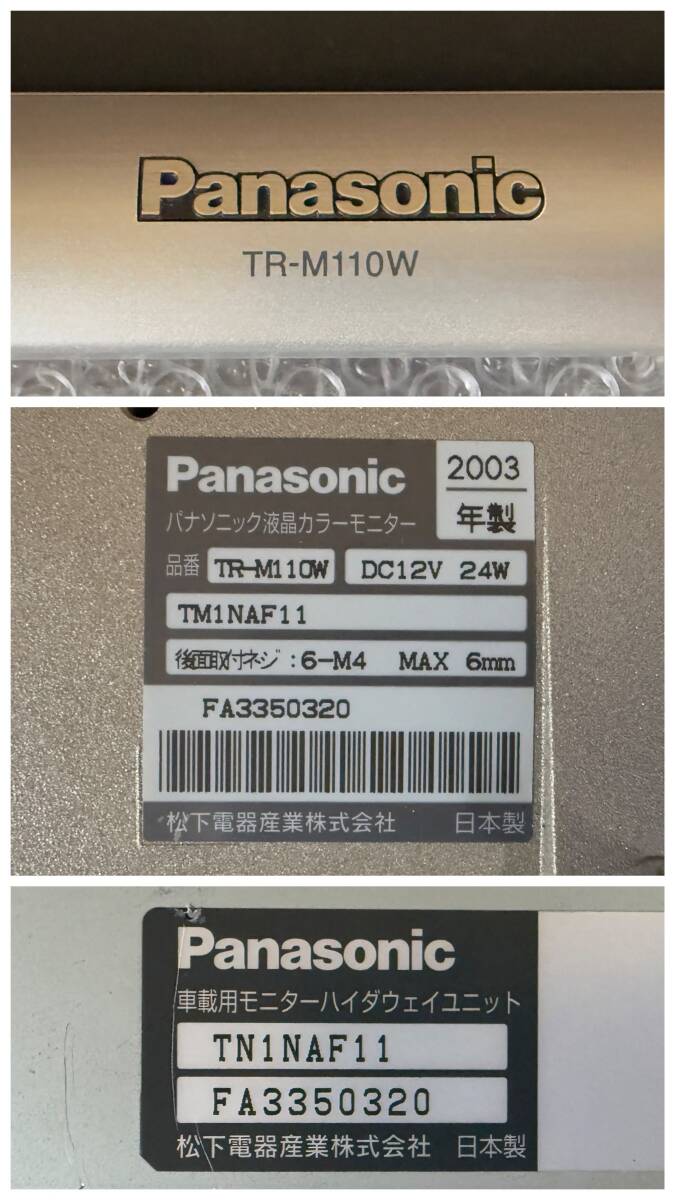 Panasonic
TR-M110W
Panasonic
2003
年製
パナソニック液晶カラーモニター
品番 TR-M110W DC12V 24W
TM1NAF11
後面取付ネジ:6-M4 MAX 6mm
FA3350320
松下電器産業株式会社 日本製
Panasonic
車載用モニターハイダウェイユニット
TN1NAF11
FA3350320
松下電器産業株式会社 日本製